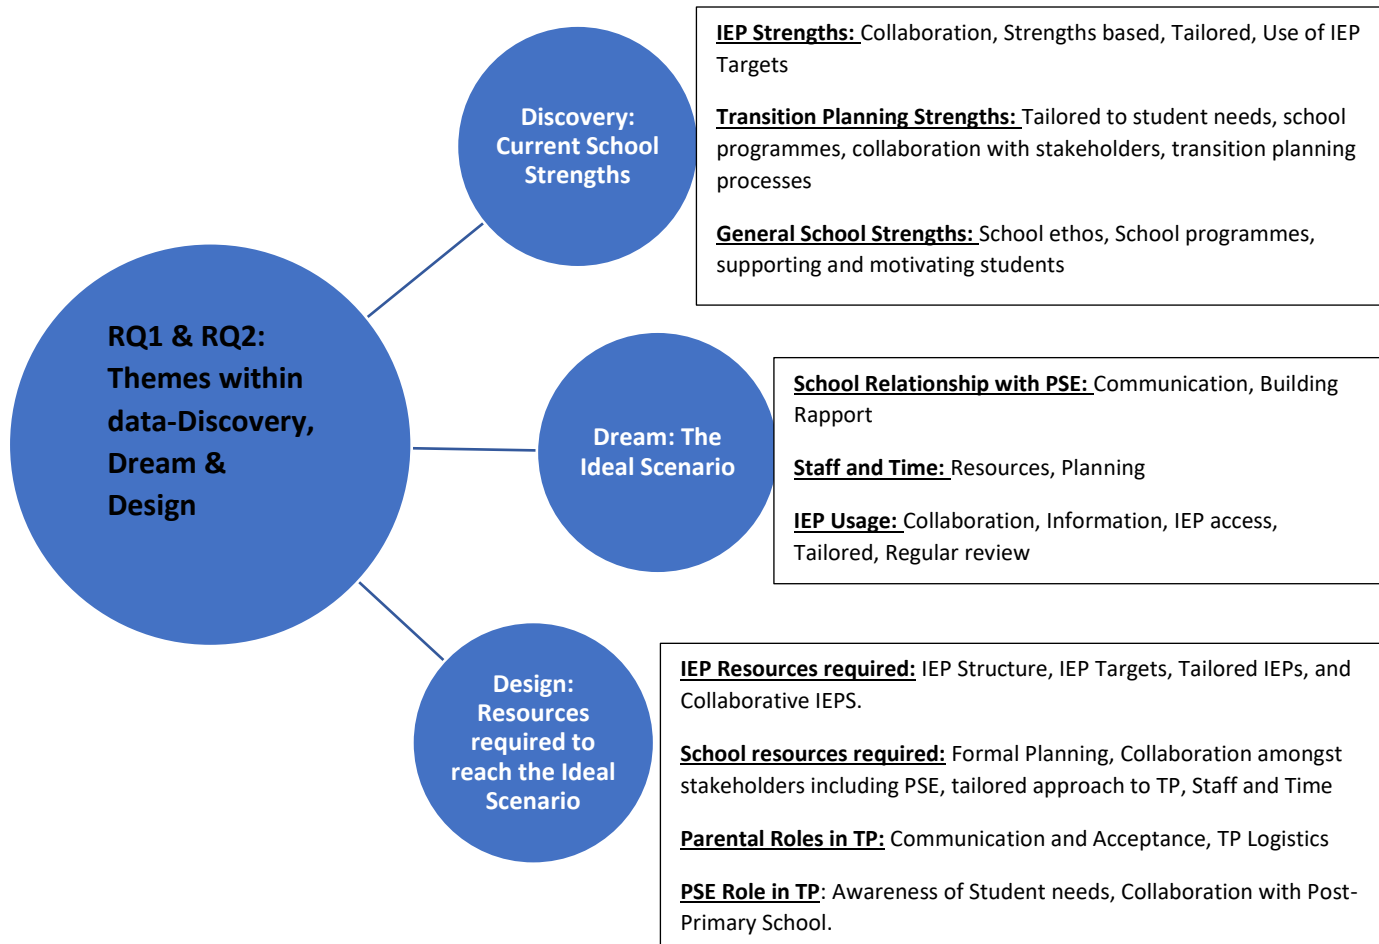 RQ1 & RQ2:
Themes within
data-Discovery,
Dream &
Design
Discovery:
Current School
Strengths
IEP Strengths: Collaboration, Strengths based, Tailored, Use of IEP
Targets
Transition Planning Strengths: Tailored to student needs, school
programmes, collaboration with stakeholders, transition planning
processes
General School Strengths: School ethos, School programmes,
supporting and motivating students
Dream: The
Ideal Scenario
School Relationship with PSE: Communication, Building
Rapport
Staff and Time: Resources, Planning
IEP Usage: Collaboration, Information, IEP access,
Tailored, Regular review
Design:
Resources
required to
reach the Ideal
Scenario
IEP Resources required: IEP Structure, IEP Targets, Tailored IEPs, and
Collaborative IEPS.
School resources required: Formal Planning, Collaboration amongst
stakeholders including PSE, tailored approach to TP, Staff and Time
Parental Roles in TP: Communication and Acceptance, TP Logistics
PSE Role in TP: Awareness of Student needs, Collaboration with Post-
Primary School.